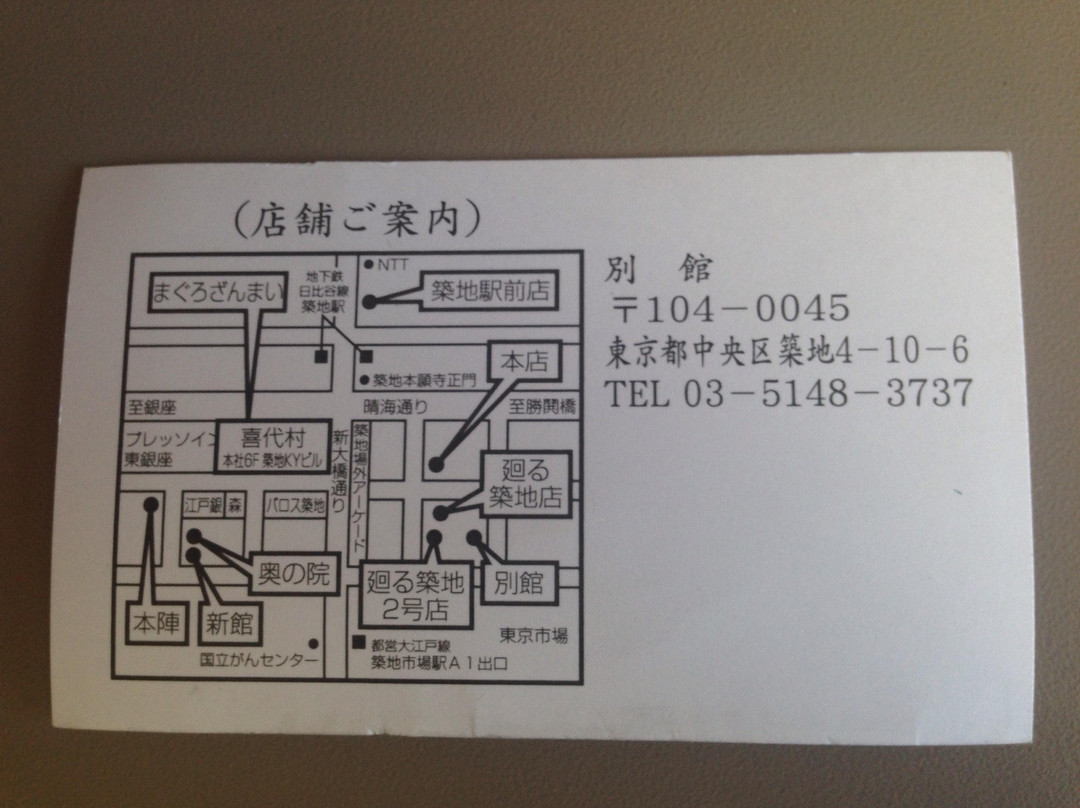 （店舗ご案内）
まぐろざんまい
地下鉄
日比谷線
築地駅
NTT
築地駅前店
本店
築地本願寺正門
至銀座
晴海通り
至勝鬨橋
プレッソイン
東銀座
喜代村
本社6F 築地KYビル
新大橋通り
築地場外アーケード
廻る
築地店
江戸銀
森
パロス築地
奥の院
廻る築地
2号店
別館
本陣
新館
東京市場
国立がんセンター
都営大江戸線
築地市場駅A1出口
別　館
〒104－0045
東京都中央区築地4－10－6
TEL 03－5148－3737